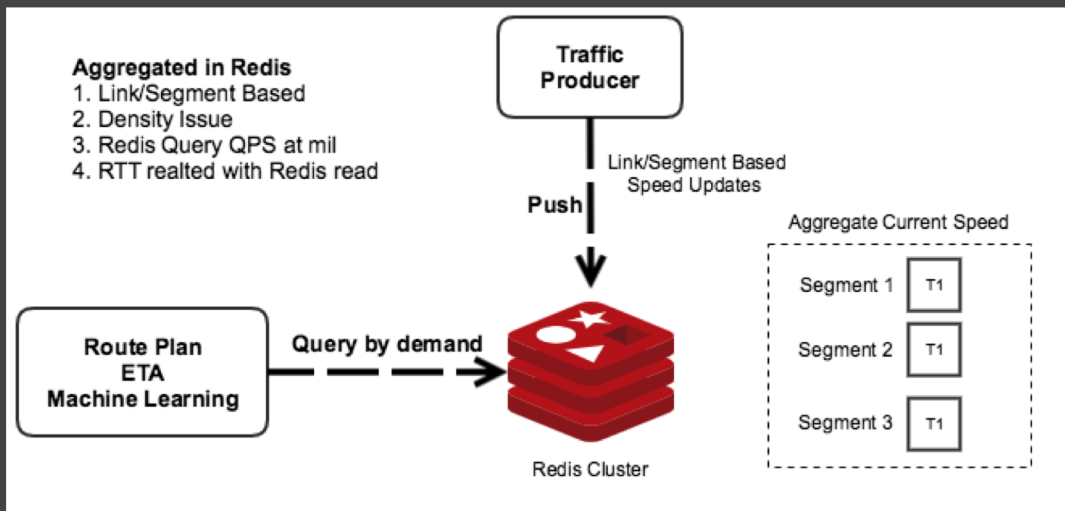 Aggregated in Redis
1. Link/Segment Based
2. Density Issue
3. Redis Query QPS at mil
4. RTT realted with Redis read
Traffic
Producer
Link/Segment Based
Speed Updates
Push
Aggregate Current Speed
Segment 1 T1
Segment 2 T1
Segment 3 T1
Route Plan
ETA
Machine Learning
Query by demand
Redis Cluster